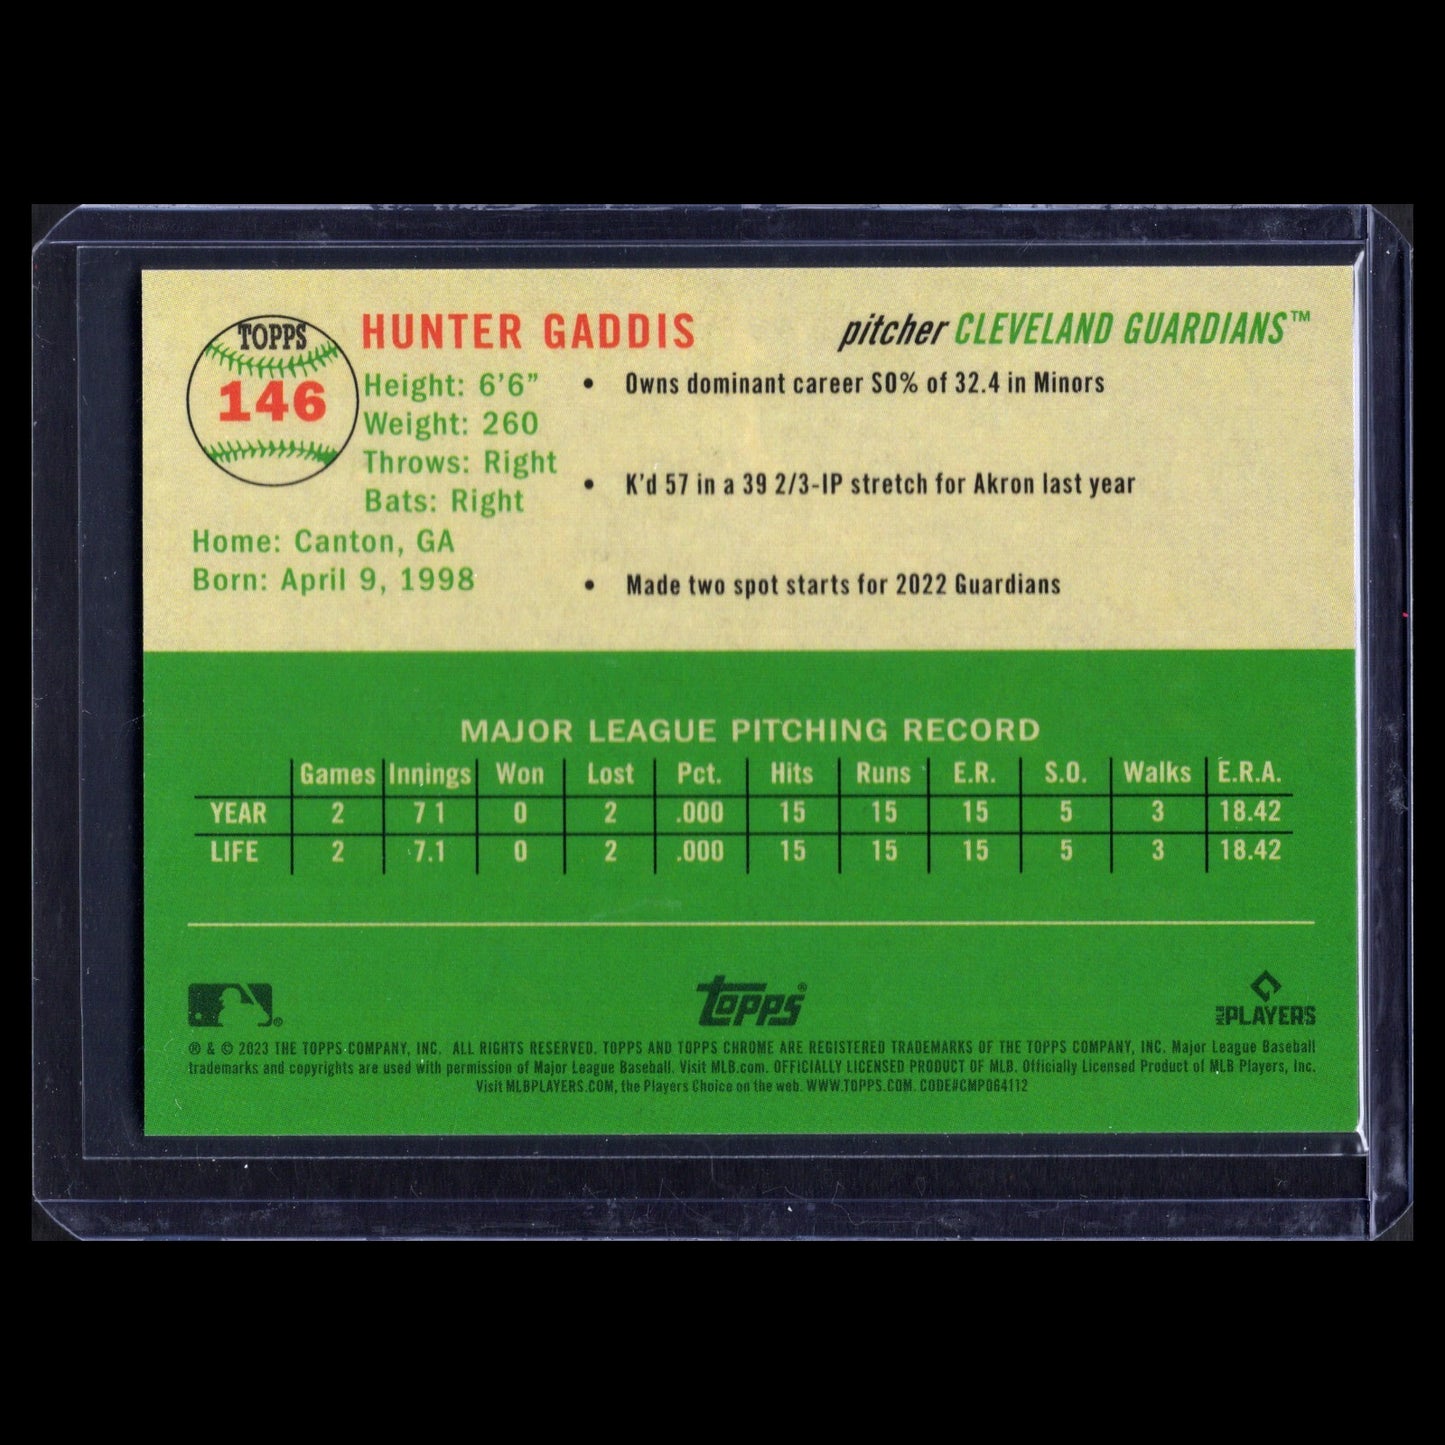 TOPPS
146
HUNTER GADDIS
pitcher CLEVELAND GUARDIANS™
Height: 6'6"
Weight: 260
Throws: Right
Bats: Right
Home: Canton, GA
Born: April 9, 1998
• Owns dominant career SO% of 32.4 in Minors
• K'd 57 in a 39 2/3-IP stretch for Akron last year
• Made two spot starts for 2022 Guardians
MAJOR LEAGUE PITCHING RECORD
Games Innings Won Lost Pct. Hits Runs E.R. S.O. Walks E.R.A.
YEAR 2 7 1 0 2 .000 15 15 15 5 3 18.42
LIFE 2 7.1 0 2 .000 15 15 15 5 3 18.42
topps®
MLB PLAYERS
® & © 2023 THE TOPPS COMPANY, INC. ALL RIGHTS RESERVED. TOPPS AND TOPPS CHROME ARE REGISTERED TRADEMARKS OF THE TOPPS COMPANY, INC. Major League Baseball
trademarks and copyrights are used with permission of Major League Baseball. Visit MLB.com. OFFICIALLY LICENSED PRODUCT OF MLB. Officially Licensed Product of MLB Players, Inc.
Visit MLBPLAYERS.COM, the Players Choice on the web. WWW.TOPPS.COM. CODE#CMP064112